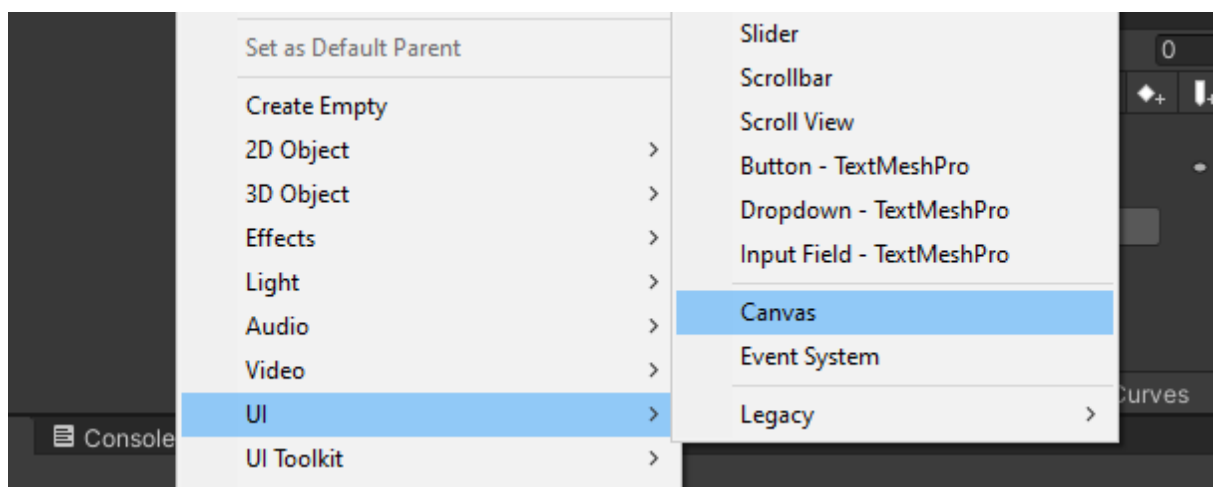 Set as Default Parent
Create Empty
2D Object
3D Object
Effects
Light
Audio
Video
UI
UI Toolkit
Slider
Scrollbar
Scroll View
Button - TextMeshPro
Dropdown - TextMeshPro
Input Field - TextMeshPro
Canvas
Event System
Legacy
0
Curves
Console